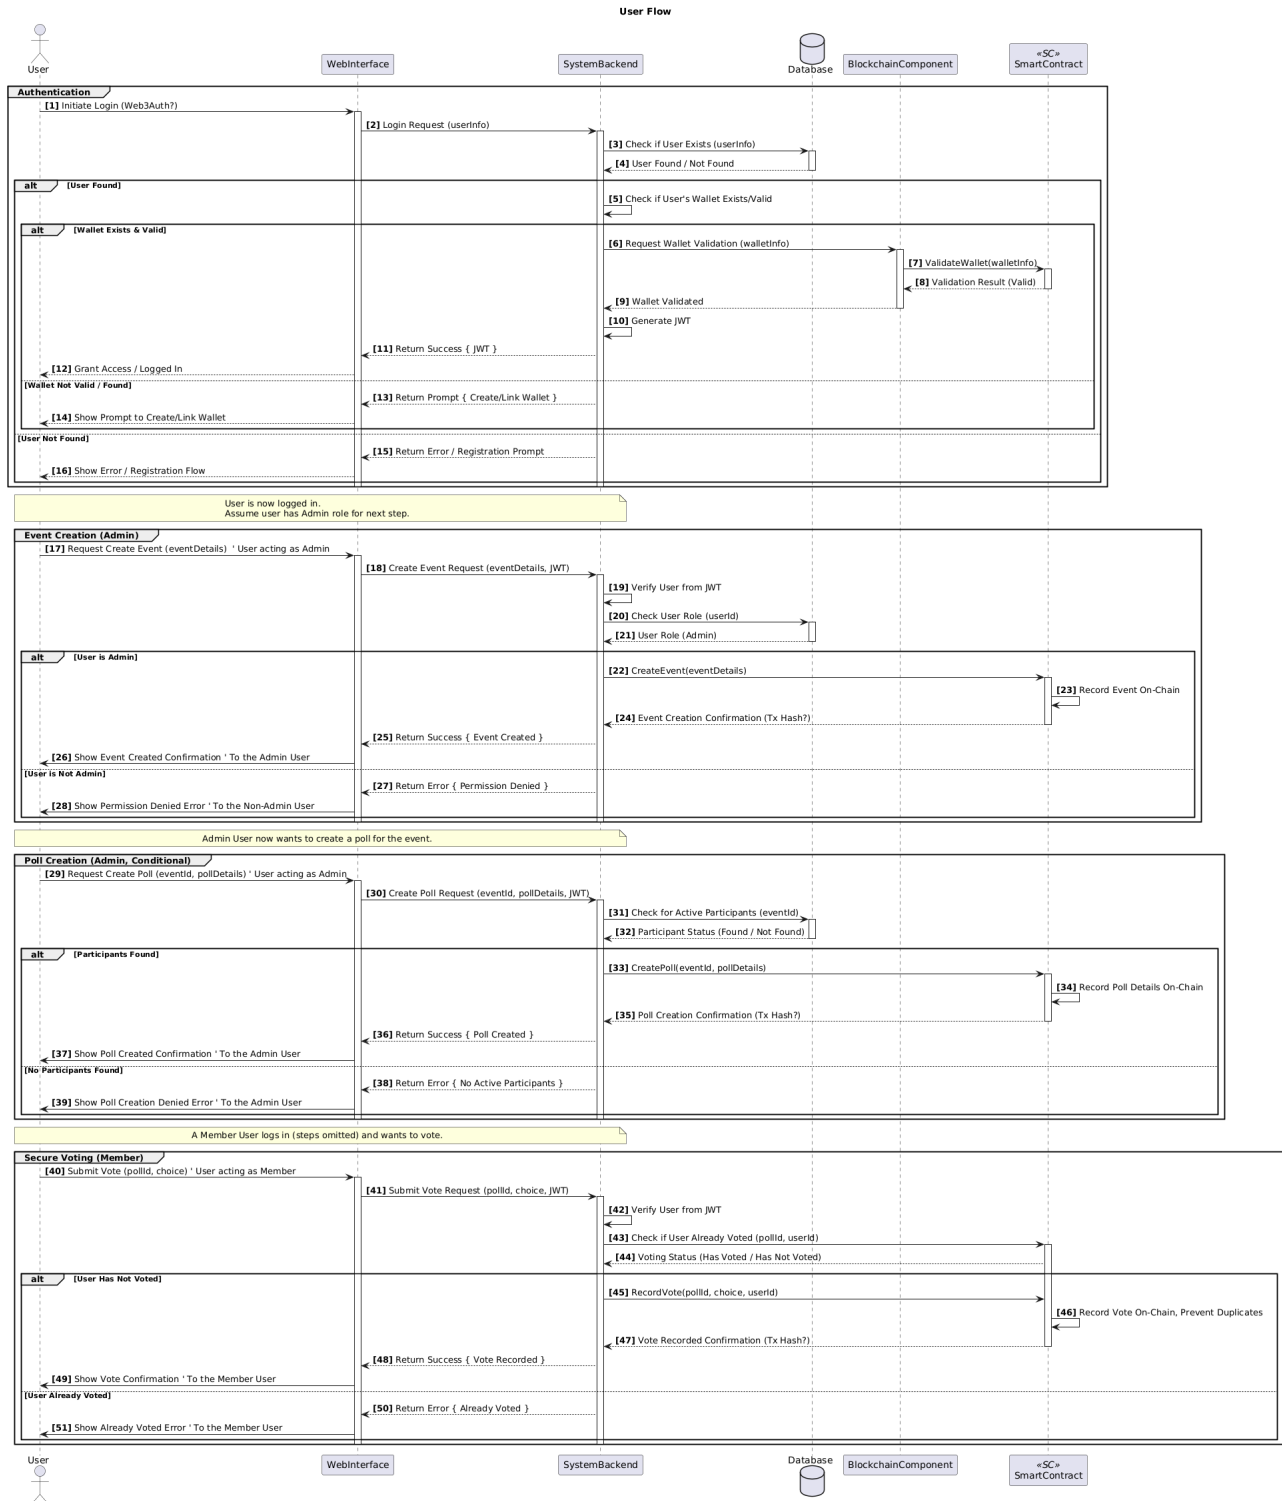 User Flow
User
WebInterface
SystemBackend
Database
BlockchainComponent
«SC»
SmartContract
Authentication
[1] Initiate Login (Web3Auth?)
[2] Login Request (userInfo)
[3] Check if User Exists (userInfo)
[4] User Found / Not Found
alt [User Found]
[5] Check if User's Wallet Exists/Valid
alt [Wallet Exists & Valid]
[6] Request Wallet Validation (walletInfo)
[7] ValidateWallet(walletInfo)
[8] Validation Result (Valid)
[9] Wallet Validated
[10] Generate JWT
[11] Return Success { JWT }
[12] Grant Access / Logged In
[Wallet Not Valid / Found]
[13] Return Prompt { Create/Link Wallet }
[14] Show Prompt to Create/Link Wallet
[User Not Found]
[15] Return Error / Registration Prompt
[16] Show Error / Registration Flow
User is now logged in.
Assume user has Admin role for next step.
Event Creation (Admin)
[17] Request Create Event (eventDetails)  ' User acting as Admin
[18] Create Event Request (eventDetails, JWT)
[19] Verify User from JWT
[20] Check User Role (userId)
[21] User Role (Admin)
alt [User is Admin]
[22] CreateEvent(eventDetails)
[23] Record Event On-Chain
[24] Event Creation Confirmation (Tx Hash?)
[25] Return Success { Event Created }
[26] Show Event Created Confirmation ' To the Admin User
[User is Not Admin]
[27] Return Error { Permission Denied }
[28] Show Permission Denied Error ' To the Non-Admin User
Admin User now wants to create a poll for the event.
Poll Creation (Admin, Conditional)
[29] Request Create Poll (eventId, pollDetails) ' User acting as Admin
[30] Create Poll Request (eventId, pollDetails, JWT)
[31] Check for Active Participants (eventId)
[32] Participant Status (Found / Not Found)
alt [Participants Found]
[33] CreatePoll(eventId, pollDetails)
[34] Record Poll Details On-Chain
[35] Poll Creation Confirmation (Tx Hash?)
[36] Return Success { Poll Created }
[37] Show Poll Created Confirmation ' To the Admin User
[No Participants Found]
[38] Return Error { No Active Participants }
[39] Show Poll Creation Denied Error ' To the Admin User
A Member User logs in (steps omitted) and wants to vote.
Secure Voting (Member)
[40] Submit Vote (pollId, choice) ' User acting as Member
[41] Submit Vote Request (pollId, choice, JWT)
[42] Verify User from JWT
[43] Check if User Already Voted (pollId, userId)
[44] Voting Status (Has Voted / Has Not Voted)
alt [User Has Not Voted]
[45] RecordVote(pollId, choice, userId)
[46] Record Vote On-Chain, Prevent Duplicates
[47] Vote Recorded Confirmation (Tx Hash?)
[48] Return Success { Vote Recorded }
[49] Show Vote Confirmation ' To the Member User
[User Already Voted]
[50] Return Error { Already Voted }
[51] Show Already Voted Error ' To the Member User
User
WebInterface
SystemBackend
Database
BlockchainComponent
«SC»
SmartContract